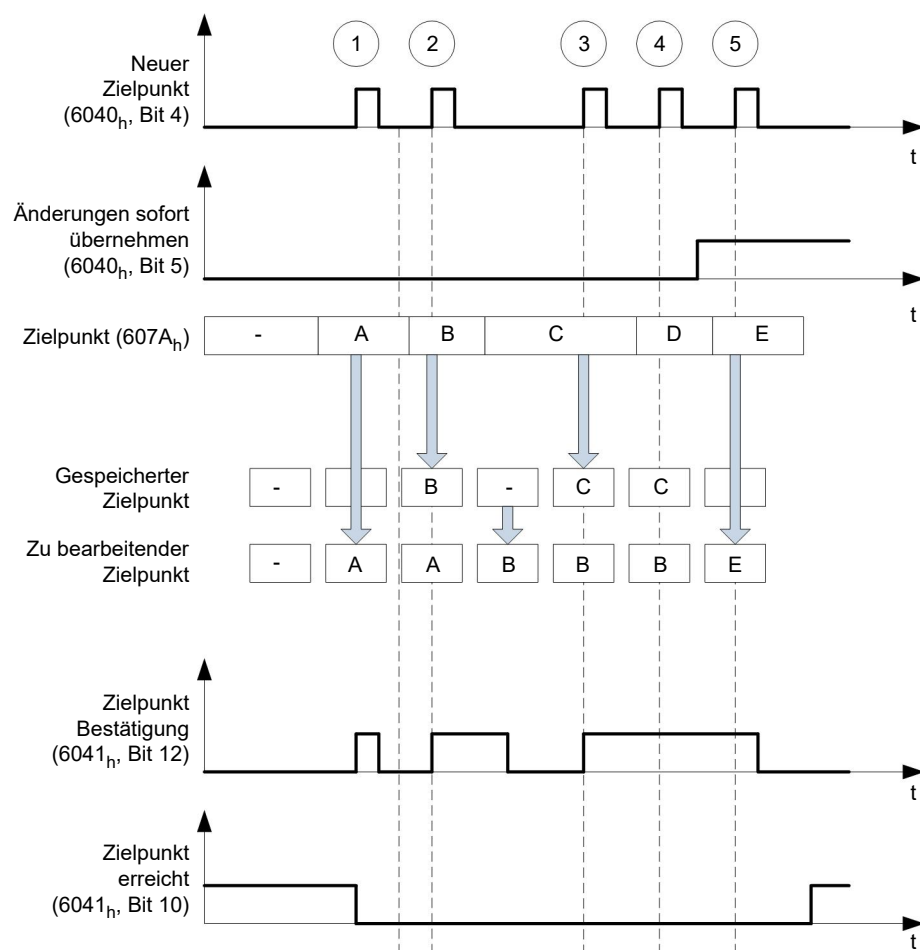 1 2 3 4 5
Neuer
Zielpunkt
(6040h, Bit 4)
t
Änderungen sofort
übernehmen
(6040h, Bit 5)
t
Zielpunkt (607Ah) - A B C D E
Gespeicherter
Zielpunkt
- B - C C
Zu bearbeitender
Zielpunkt
- A A B B B E
Zielpunkt
Bestätigung
(6041h, Bit 12)
t
Zielpunkt
erreicht
(6041h, Bit 10)
t